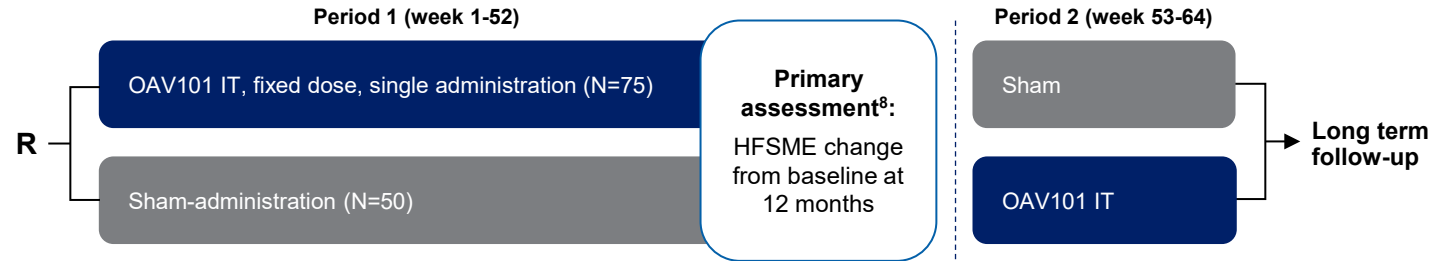 Period 1 (week 1-52)
Period 2 (week 53-64)
R
OAV101 IT, fixed dose, single administration (N=75)
Sham-administration (N=50)
Primary
assessment8:
HFSME change
from baseline at
12 months
Sham
OAV101 IT
Long term
follow-up